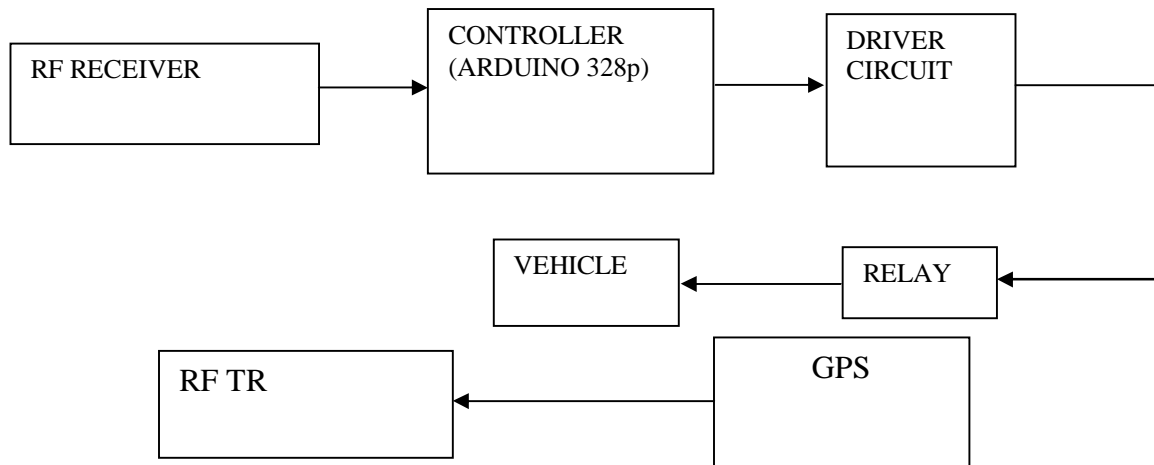 RF RECEIVER
CONTROLLER
(ARDUINO 328p)
DRIVER
CIRCUIT
VEHICLE
RELAY
RF TR
GPS